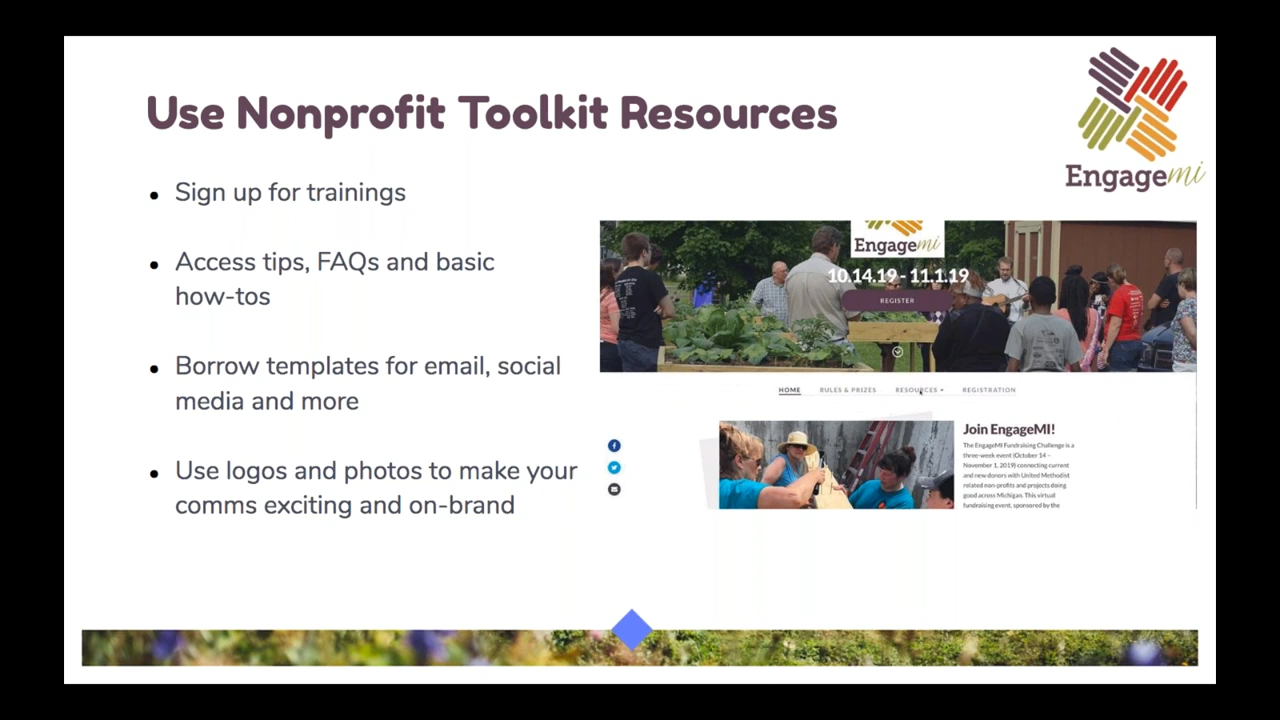 Use Nonprofit Toolkit Resources
Engagemi
Sign up for trainings
Access tips, FAQs and basic
how-tos
Borrow templates for email, social
media and more
Use logos and photos to make your
comms exciting and on-brand
Engagemi
10.14.19 - 11.1.19
REGISTER
HOME RULES & PRIZES RESOURCES REGISTRATION
Join EngageMI!
The EngageMI Fundraising Challenge is a
three-week event (October 14 –
November 1, 2019) connecting current
and new donors with United Methodist
related non-profits and projects doing
good across Michigan. This virtual
fundraising event, sponsored by the